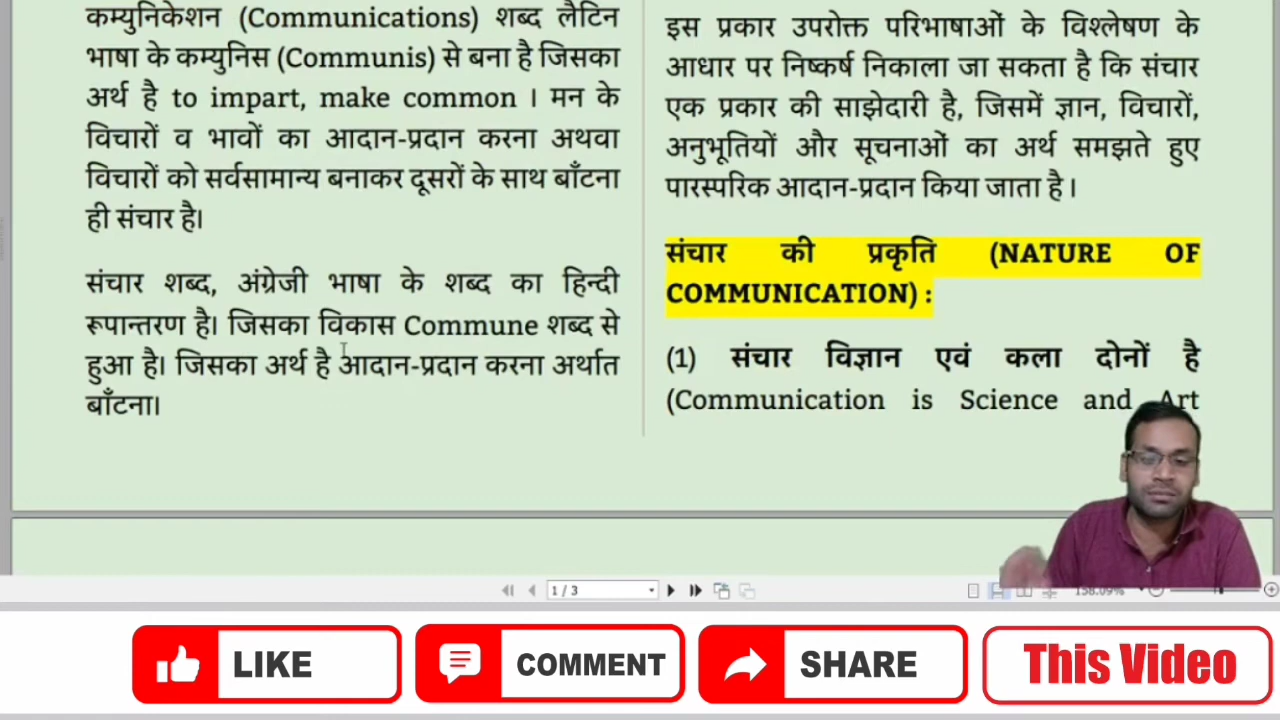 कम्युनिकेशन (Communications) शब्द लैटिन
भाषा के कम्युनिस (Communis) से बना है जिसका
अर्थ है to impart, make common । मन के
विचारों व भावों का आदान-प्रदान करना अथवा
विचारों को सर्वसामान्य बनाकर दूसरों के साथ बाँटना
ही संचार है।
संचार शब्द, अंग्रेजी भाषा के शब्द का हिन्दी
रूपान्तरण है। जिसका विकास Commune शब्द से
हुआ है। जिसका अर्थ है आदान-प्रदान करना अर्थात
बाँटना।
इस प्रकार उपरोक्त परिभाषाओं के विश्लेषण के
आधार पर निष्कर्ष निकाला जा सकता है कि संचार
एक प्रकार की साझेदारी है, जिसमें ज्ञान, विचारों,
अनुभूतियों और सूचनाओं का अर्थ समझते हुए
पारस्परिक आदान-प्रदान किया जाता है ।
संचार की प्रकृति (NATURE OF
COMMUNICATION) :
(1) संचार विज्ञान एवं कला दोनों है
(Communication is Science and Art
1 / 3
158.09%
LIKE
COMMENT
SHARE
This Video